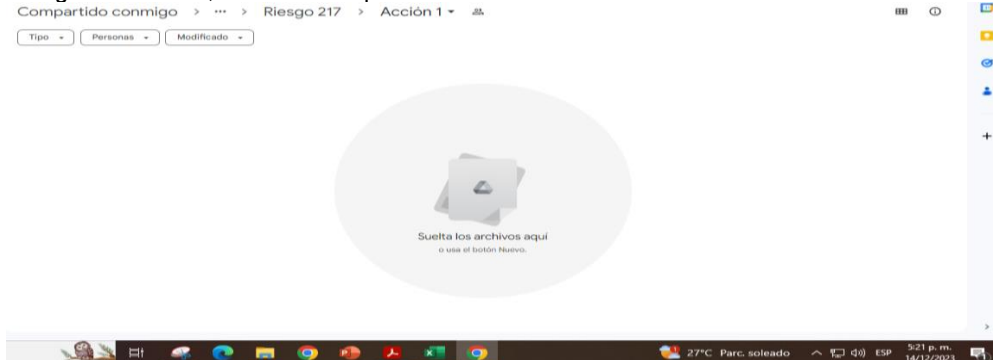 Compartido conmigo > ... > Riesgo 217 > Acción 1
Tipo Personas Modificado
Suelta los archivos aquí
o usa el botón Nuevo.
27°C Parc. soleado ESP 5:21 p. m.
14/12/2023